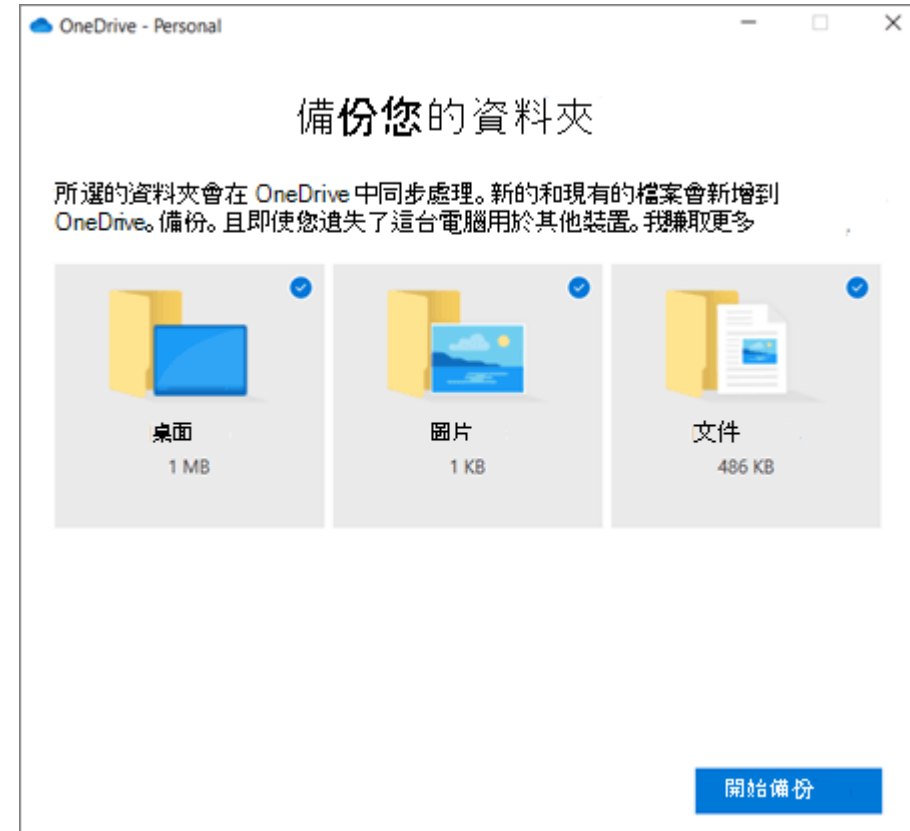 OneDrive - Personal
備份您的資料夾
所選的資料夾會在 OneDrive 中同步處理。新的和現有的檔案會新增到
OneDrive。備份。且即使您遺失了這台電腦用於其他裝置。我賺取更多
桌面
1 MB
圖片
1 KB
文件
486 KB
開始備份